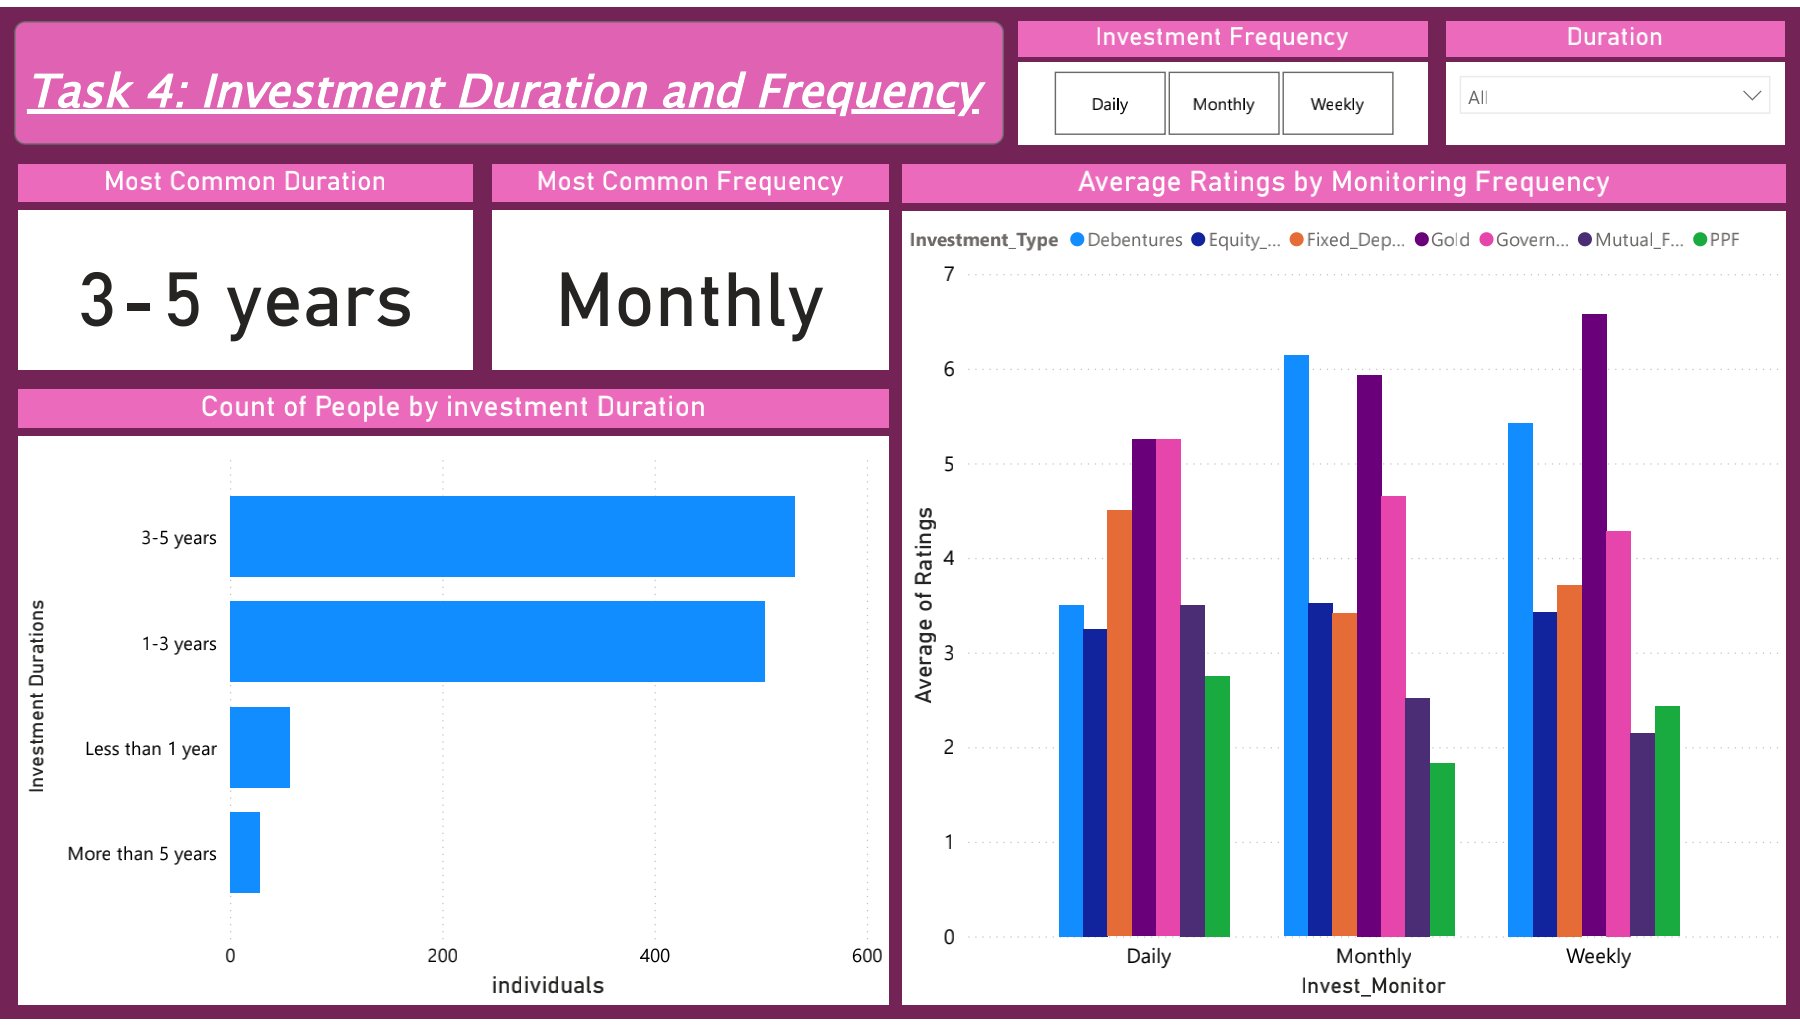 Task 4: Investment Duration and Frequency
Investment Frequency
Daily
Monthly
Weekly
Duration
All
Most Common Duration
3-5 years
Most Common Frequency
Monthly
Count of People by investment Duration
Investment Durations
3-5 years
1-3 years
Less than 1 year
More than 5 years
0 200 400 600
individuals
Average Ratings by Monitoring Frequency
Investment_Type Debentures Equity_... Fixed_Dep... Gold Govern... Mutual_F... PPF
Average of Ratings
7
6
5
4
3
2
1
0
Daily Monthly Weekly
Invest_Monitor